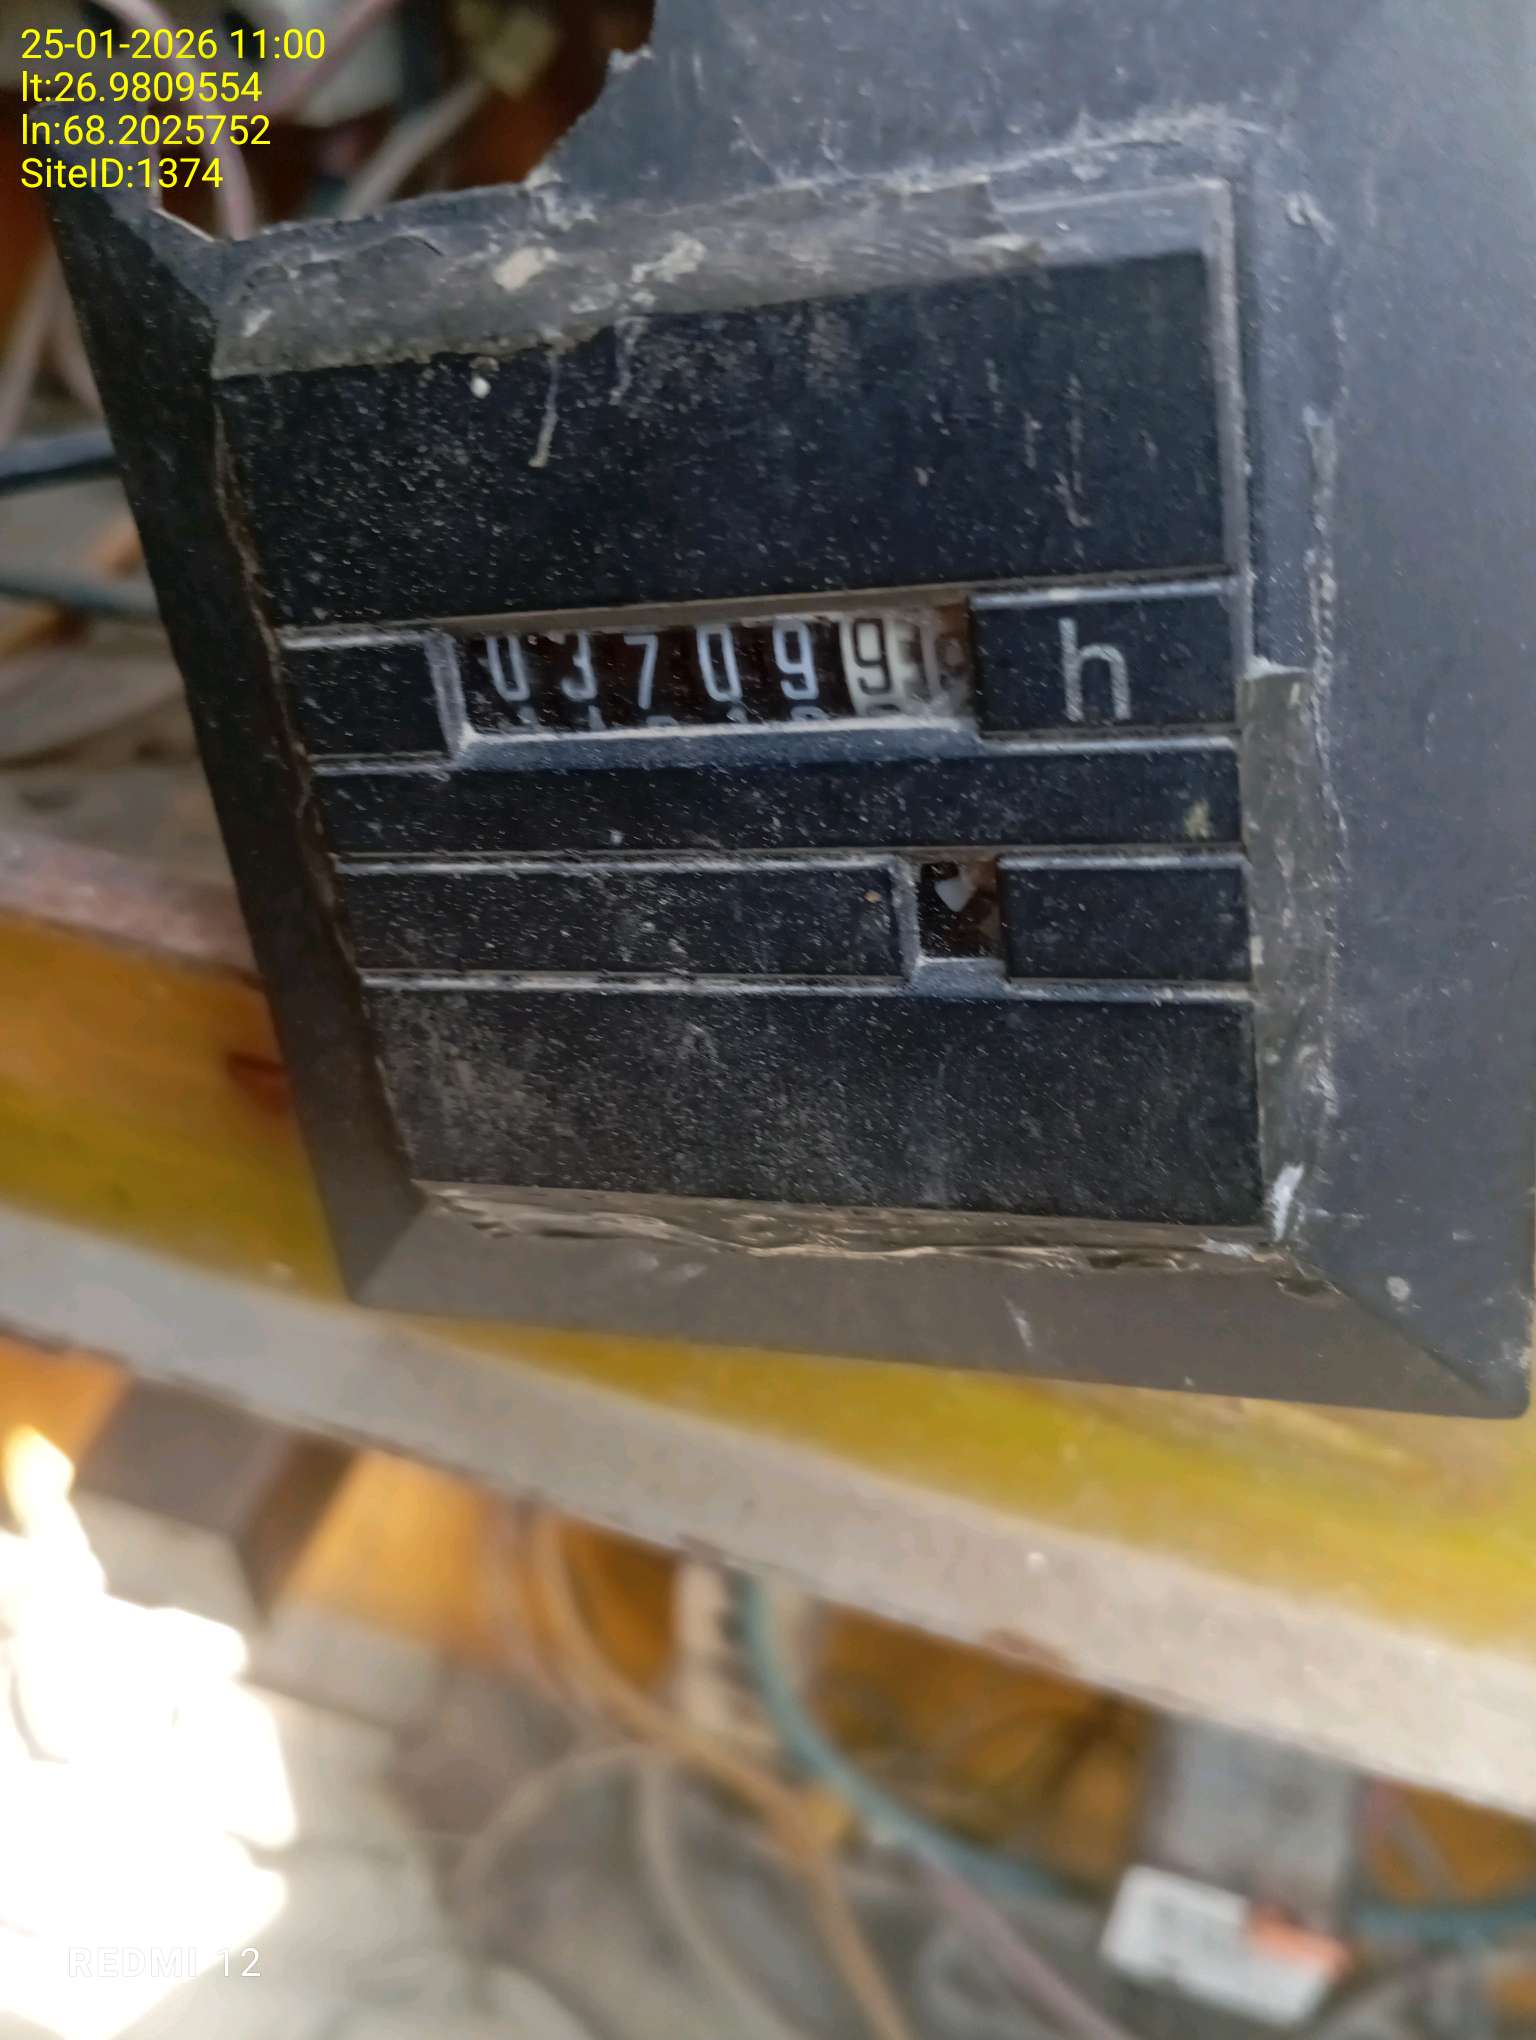 25-01-2026 11:00
lt:26.9809554
ln:68.2025752
SiteID:1374
037099 h
REDMI 12